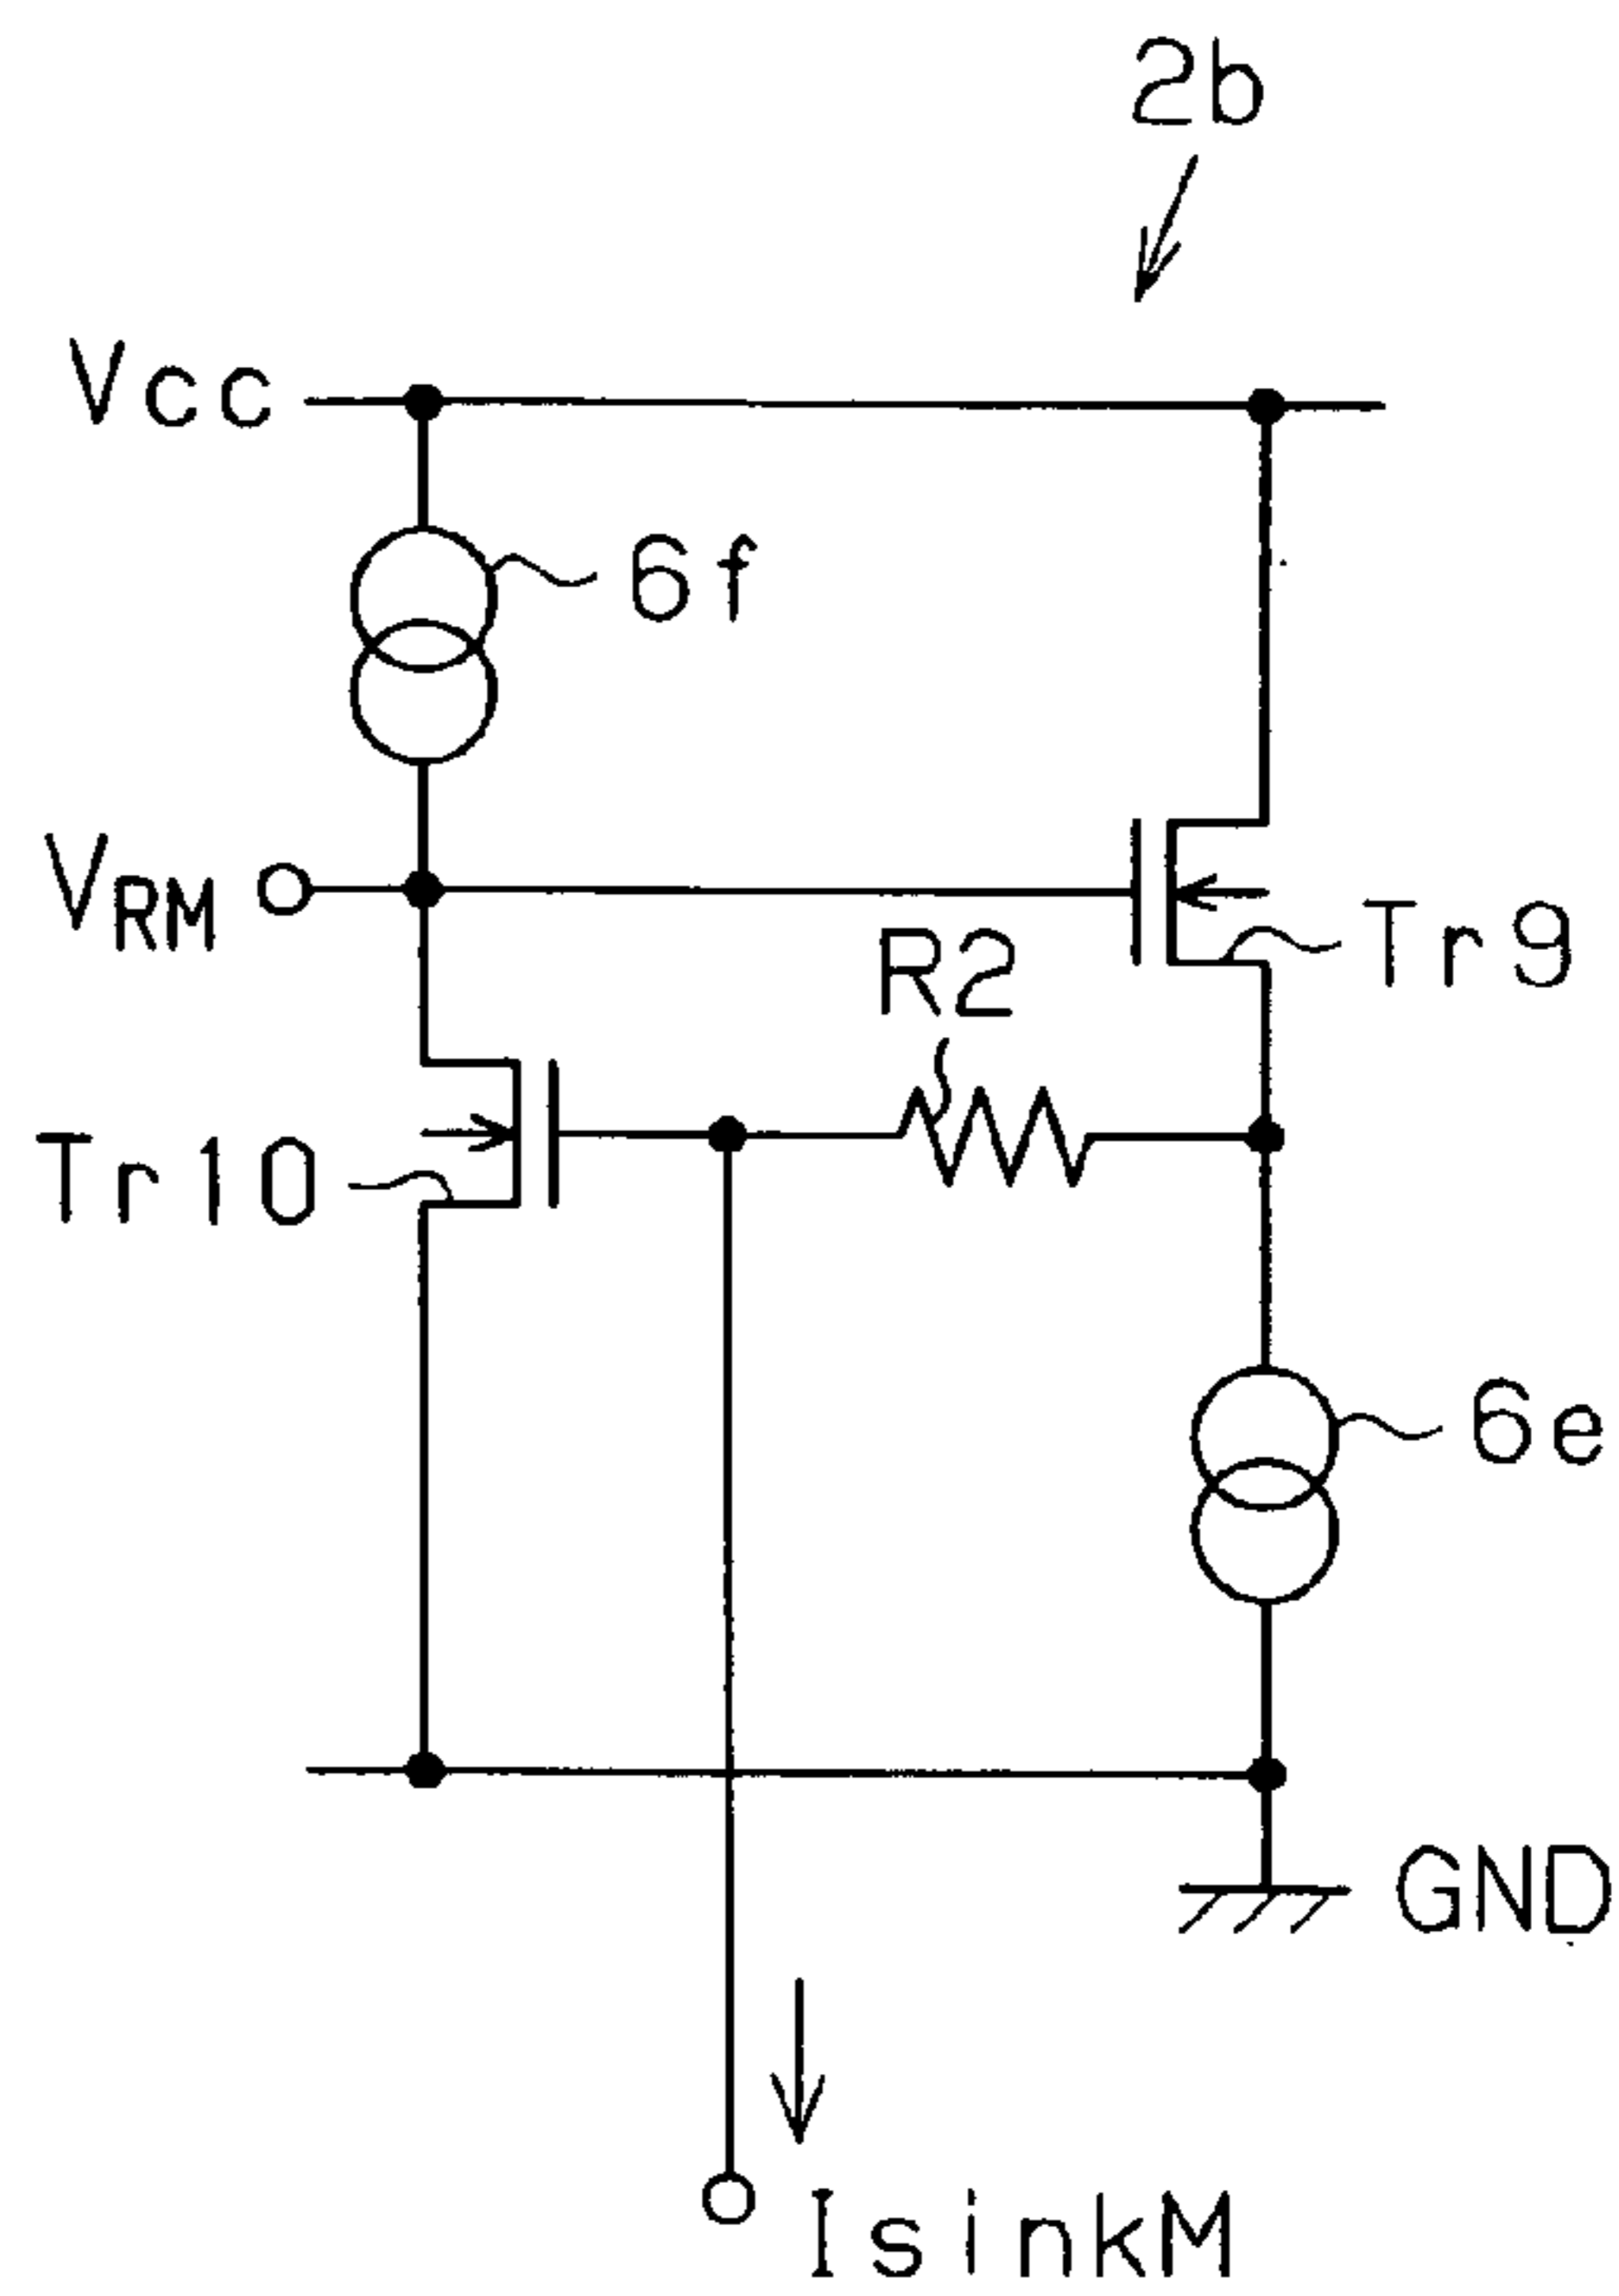 2b
Vcc
6f
VRM
Tr9
R2
Tr10
6e
GND
IsinkM